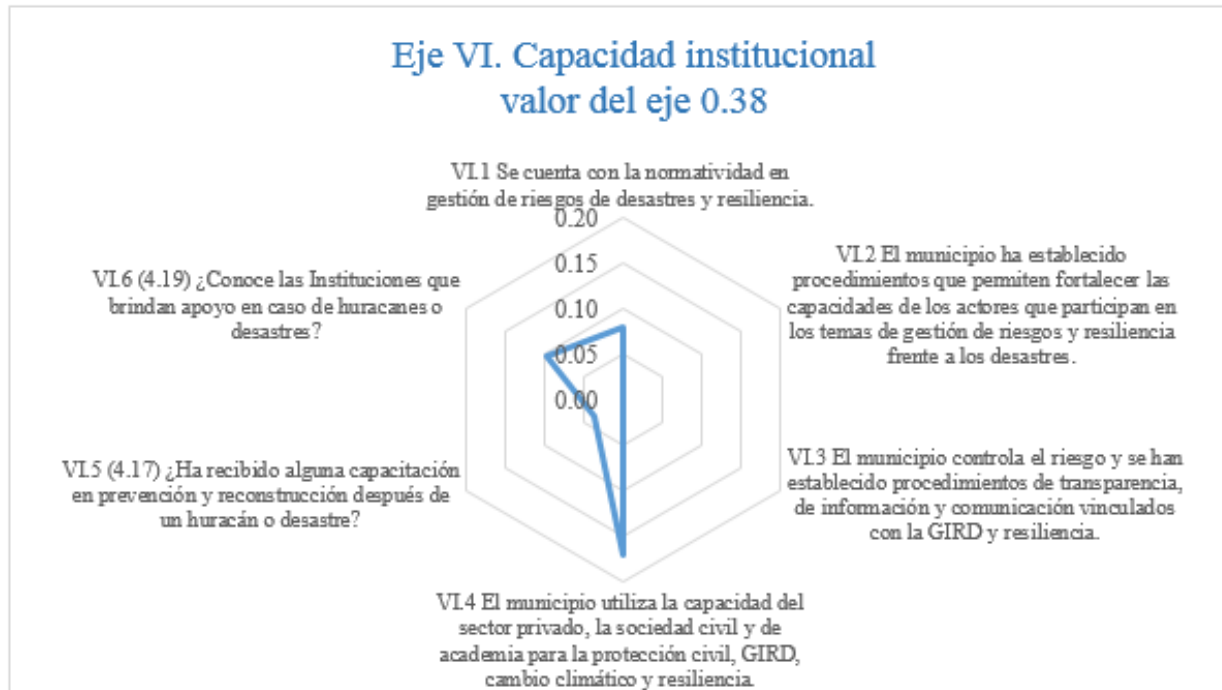 Eje VI. Capacidad institucional
valor del eje 0.38
VI.1 Se cuenta con la normatividad en
gestión de riesgos de desastres y resiliencia.
0.20
0.15
0.10
0.05
0.00
VI.2 El municipio ha establecido
procedimientos que permiten fortalecer las
capacidades de los actores que participan en
los temas de gestión de riesgos y resiliencia
frente a los desastres.
VI.3 El municipio controla el riesgo y se han
establecido procedimientos de transparencia,
de información y comunicación vinculados
con la GIRD y resiliencia.
VI.4 El municipio utiliza la capacidad del
sector privado, la sociedad civil y de
academia para la protección civil, GIRD,
cambio climático y resiliencia.
VI.5 (4.17) ¿Ha recibido alguna capacitación
en prevención y reconstrucción después de
un huracán o desastre?
VI.6 (4.19) ¿Conoce las Instituciones que
brindan apoyo en caso de huracanes o
desastres?